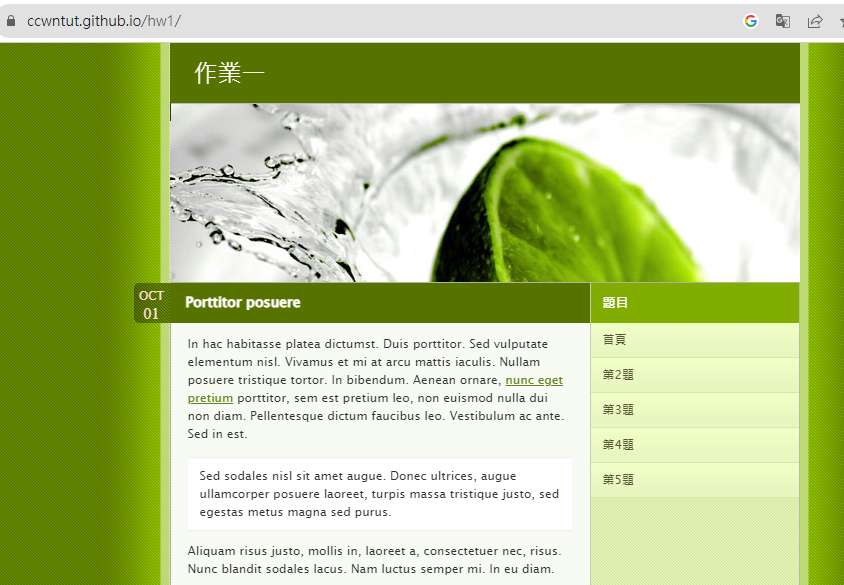 ccwntut.github.io/hw1/
作業一
OCT
01
Porttitor posuere
In hac habitasse platea dictumst. Duis porttitor. Sed vulputate
elementum nisl. Vivamus et mi at arcu mattis iaculis. Nullam
posuere tristique tortor. In bibendum. Aenean ornare, nunc eget
pretium porttitor, sem est pretium leo, non euismod nulla dui
non diam. Pellentesque dictum faucibus leo. Vestibulum ac ante.
Sed in est.
Sed sodales nisl sit amet augue. Donec ultrices, augue
ullamcorper posuere laoreet, turpis massa tristique justo, sed
egestas metus magna sed purus.
Aliquam risus justo, mollis in, laoreet a, consectetuer nec, risus.
Nunc blandit sodales lacus. Nam luctus semper mi. In eu diam.
題目
首頁
第2題
第3題
第4題
第5題